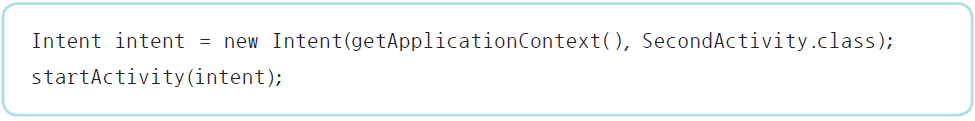 Intent intent = new Intent(getApplicationContext(), SecondActivity.class);
startActivity(intent);